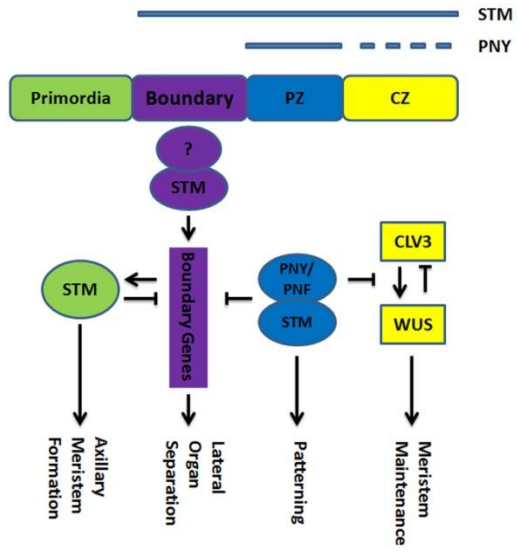 STM
PNY
Primordia
Boundary
PZ
CZ
?
STM
CLV3
PNY/
PNF
STM
Boundary Genes
STM
WUS
Axillary
Meristem
Formation
Lateral
Organ
Separation
Patterning
Meristem
Maintenance